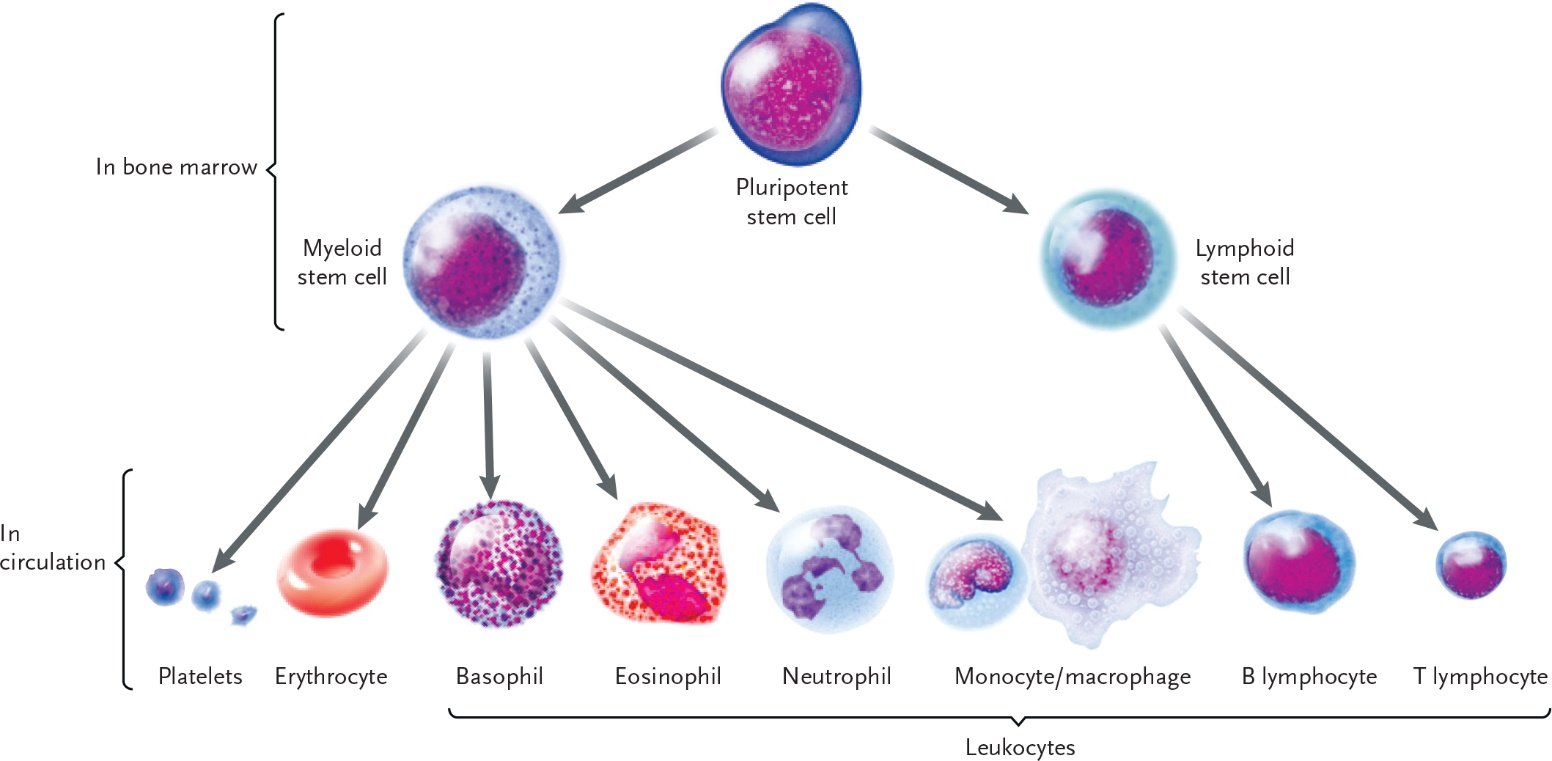 In bone marrow
Pluripotent
stem cell
Myeloid
stem cell
Lymphoid
stem cell
In
circulation
Platelets
Erythrocyte
Basophil
Eosinophil
Neutrophil
Monocyte/macrophage
B lymphocyte
T lymphocyte
Leukocytes